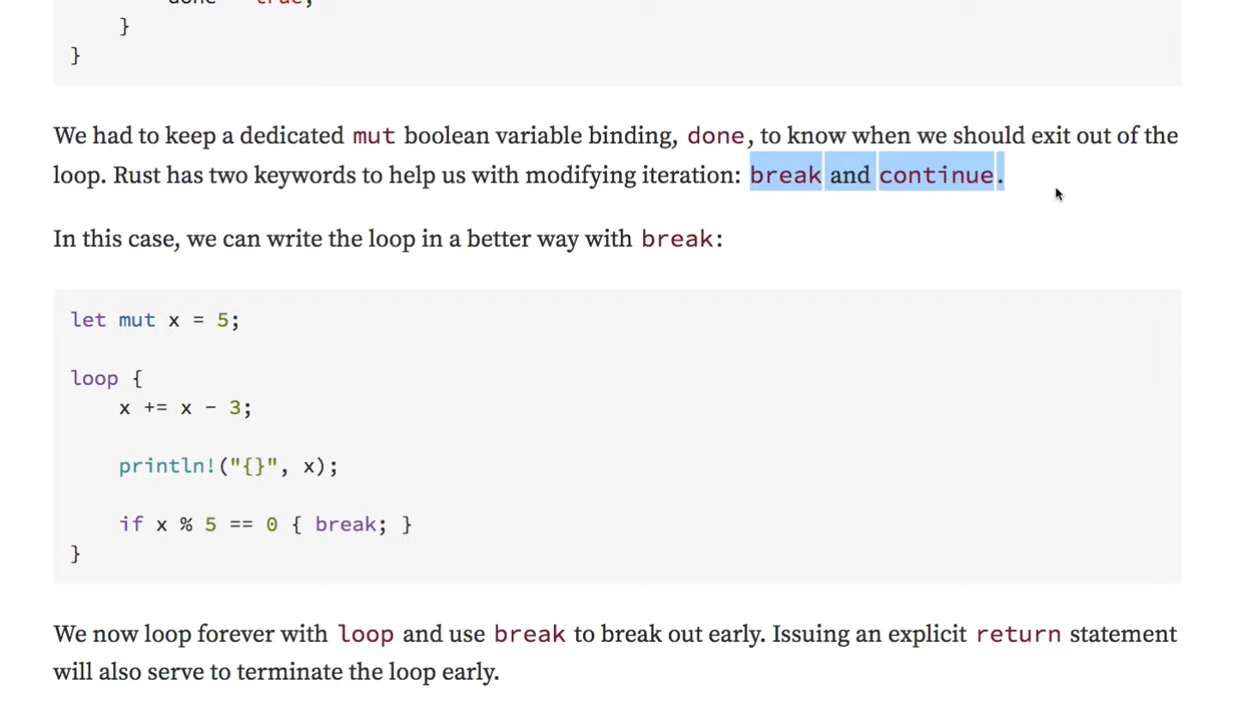 done = true;
    }
}
We had to keep a dedicated mut boolean variable binding, done, to know when we should exit out of the
loop. Rust has two keywords to help us with modifying iteration: break and continue.
In this case, we can write the loop in a better way with break:
let mut x = 5;
loop {
    x += x - 3;
    println!("{}", x);
    if x % 5 == 0 { break; }
}
We now loop forever with loop and use break to break out early. Issuing an explicit return statement
will also serve to terminate the loop early.